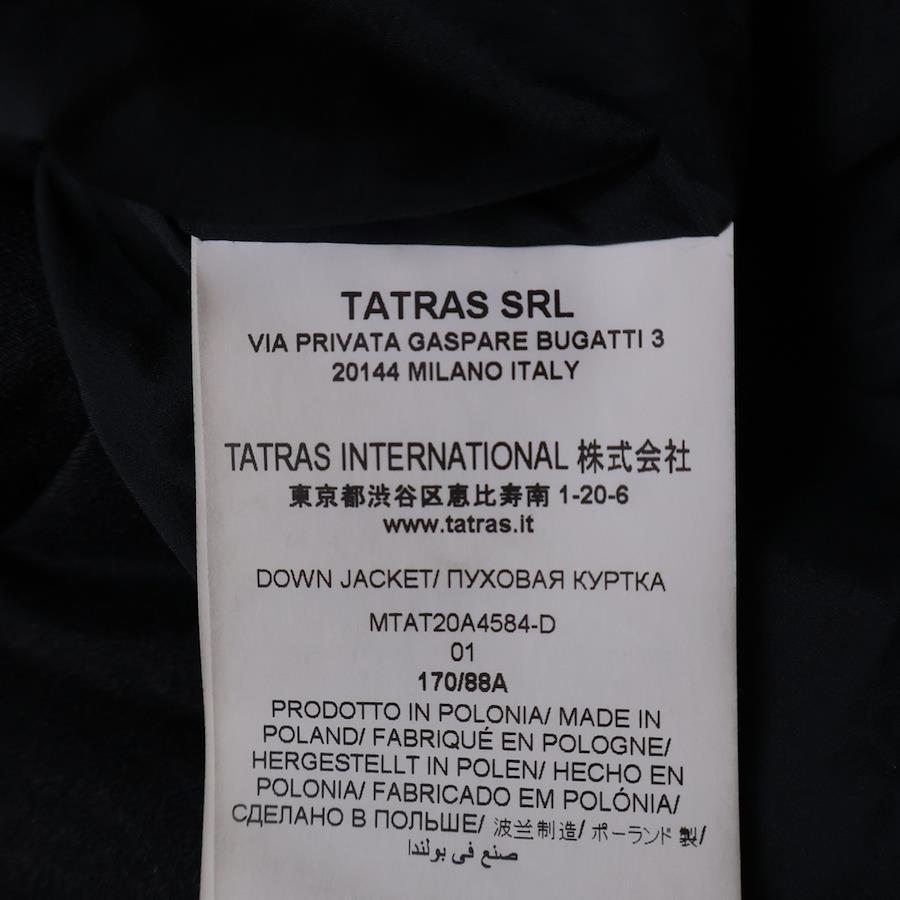 TATRAS SRL
VIA PRIVATA GASPARE BUGATTI 3
20144 MILANO ITALY
TATRAS INTERNATIONAL 株式会社
東京都渋谷区恵比寿南 1-20-6
www.tatras.it
DOWN JACKET/ ПУХОВАЯ КУРТКА
MTAT20A4584-D
01
170/88A
PRODOTTO IN POLONIA/ MADE IN
POLAND/ FABRIQUÉ EN POLOGNE/
HERGESTELLT IN POLEN/ HECHO EN
POLONIA/ FABRICADO EM POLÓNIA/
СДЕЛАНО В ПОЛЬШЕ/ 波兰制造/ ポーランド製/
صنع في بولندا